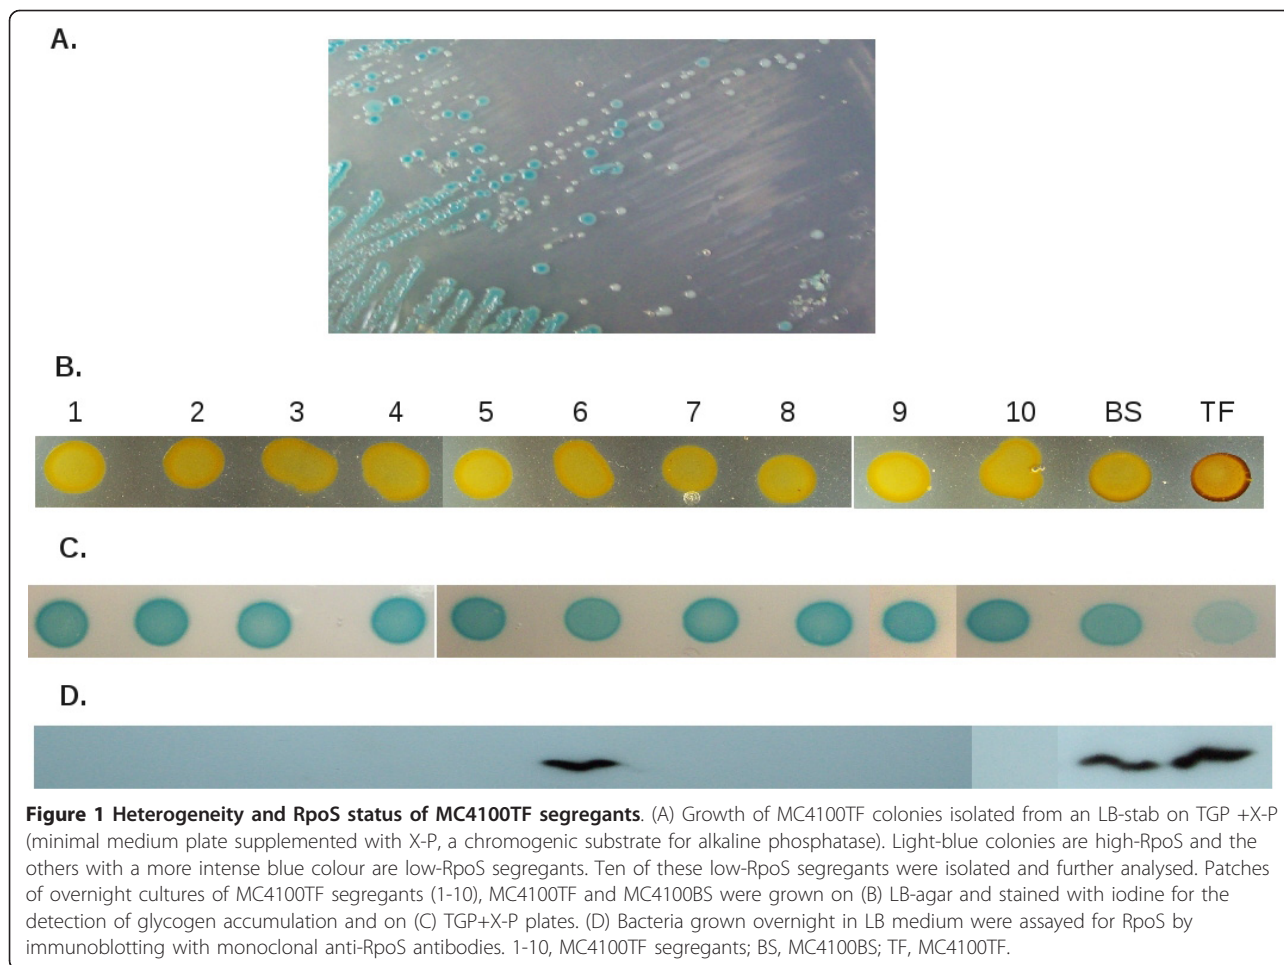 A.
B.
1 2 3 4 5 6 7 8 9 10 BS TF
C.
D.
Figure 1 Heterogeneity and RpoS status of MC4100TF segregants. (A) Growth of MC4100TF colonies isolated from an LB-stab on TGP +X-P
(minimal medium plate supplemented with X-P, a chromogenic substrate for alkaline phosphatase). Light-blue colonies are high-RpoS and the
others with a more intense blue colour are low-RpoS segregants. Ten of these low-RpoS segregants were isolated and further analysed. Patches
of overnight cultures of MC4100TF segregants (1-10), MC4100TF and MC4100BS were grown on (B) LB-agar and stained with iodine for the
detection of glycogen accumulation and on (C) TGP+X-P plates. (D) Bacteria grown overnight in LB medium were assayed for RpoS by
immunoblotting with monoclonal anti-RpoS antibodies. 1-10, MC4100TF segregants; BS, MC4100BS; TF, MC4100TF.